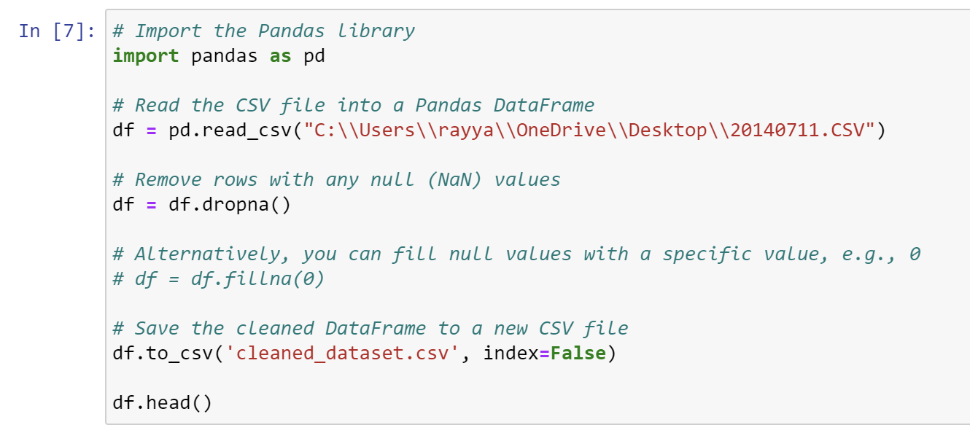 In [7]: # Import the Pandas library
import pandas as pd
# Read the CSV file into a Pandas DataFrame
df = pd.read_csv("C:\\Users\\rayya\\OneDrive\\Desktop\\20140711.CSV")
# Remove rows with any null (NaN) values
df = df.dropna()
# Alternatively, you can fill null values with a specific value, e.g., 0
# df = df.fillna(0)
# Save the cleaned DataFrame to a new CSV file
df.to_csv('cleaned_dataset.csv', index=False)
df.head()